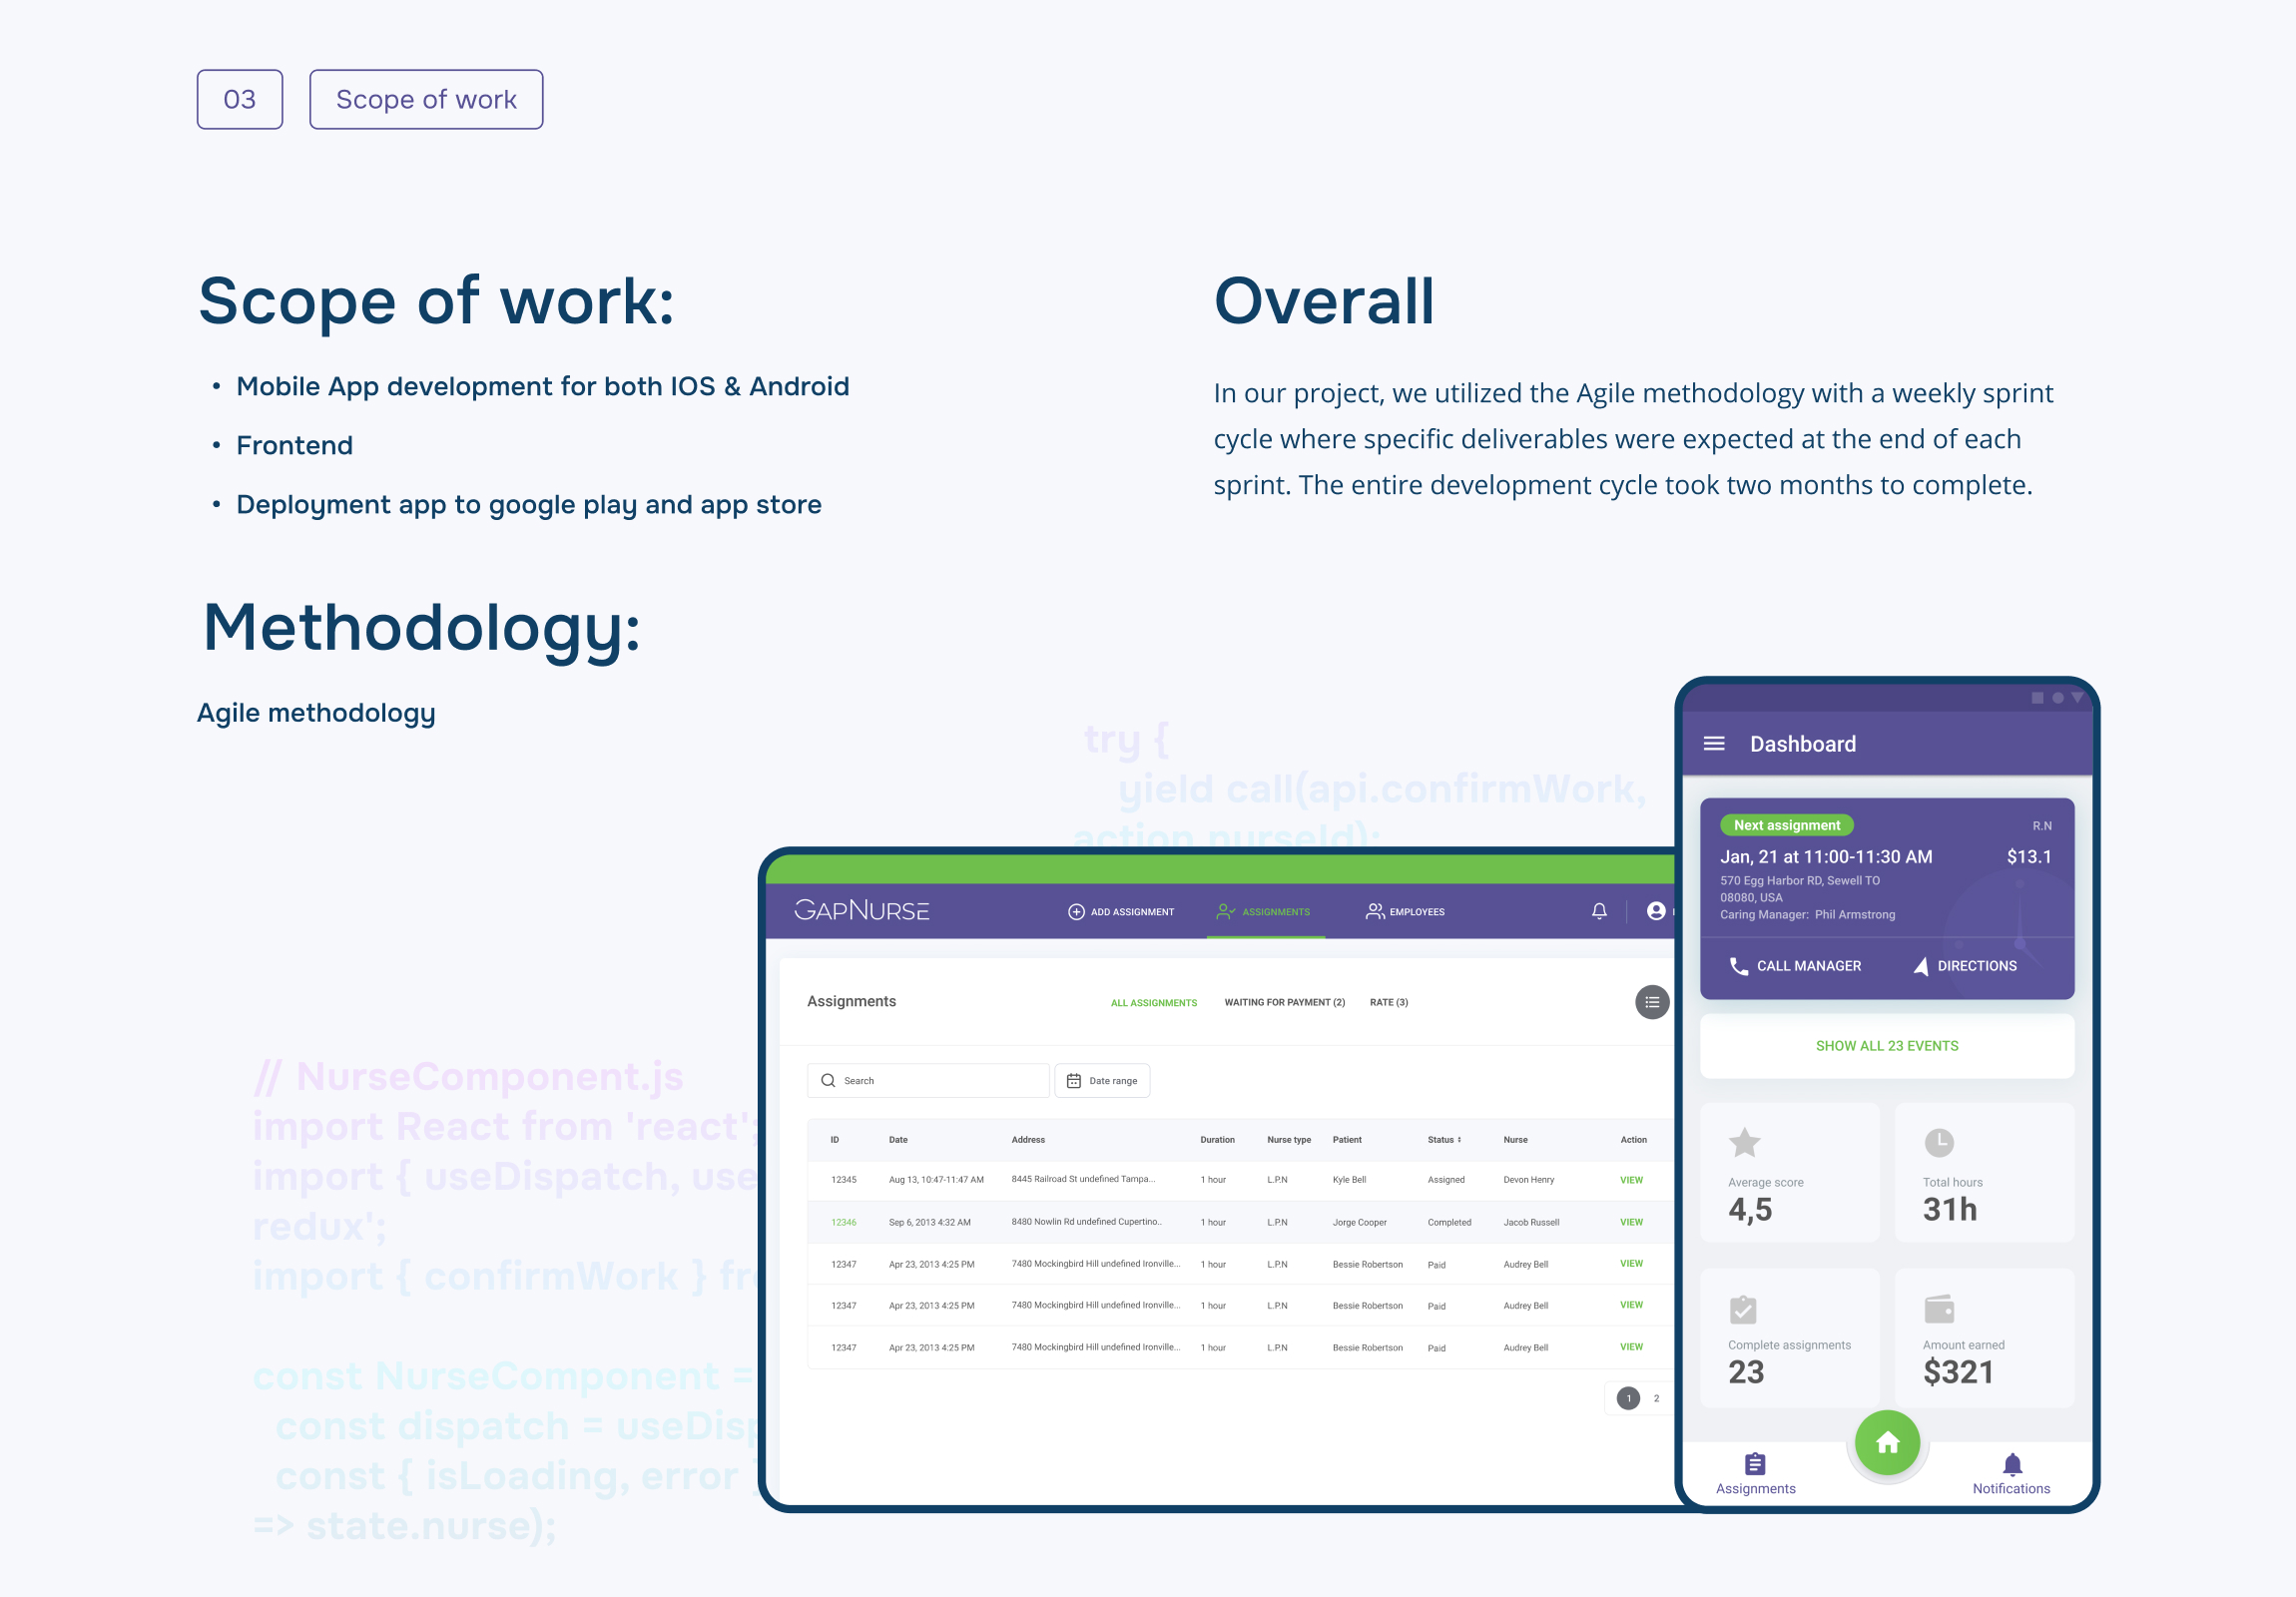 03
Scope of work
Scope of work:
• Mobile App development for both IOS & Android
• Frontend
• Deployment app to google play and app store
Methodology:
Agile methodology
Overall
In our project, we utilized the Agile methodology with a weekly sprint
cycle where specific deliverables were expected at the end of each
sprint. The entire development cycle took two months to complete.
try {
yield call(api.confirmWork,
action.nurseId);
// NurseComponent.js
import React from 'react';
import { useDispatch, use
redux';
import { confirmWork } fro
const NurseComponent =
const dispatch = useDisp
const { isLoading, error }
=> state.nurse);
GAPNURSE
ADD ASSIGNMENT
ASSIGNMENTS
EMPLOYEES
Assignments
ALL ASSIGNMENTS
WAITING FOR PAYMENT (2)
RATE (3)
Search
Date range
ID Date Address Duration Nurse type Patient Status Nurse Action
12345 Aug 13, 10:47-11:47 AM 8445 Railroad St undefined Tampa... 1 hour L.P.N Kyle Bell Assigned Devon Henry VIEW
12346 Sep 6, 2013 4:32 AM 8480 Nowlin Rd undefined Cupertino.. 1 hour L.P.N Jorge Cooper Completed Jacob Russell VIEW
12347 Apr 23, 2013 4:25 PM 7480 Mockingbird Hill undefined Ironville... 1 hour L.P.N Bessie Robertson Paid Audrey Bell VIEW
12347 Apr 23, 2013 4:25 PM 7480 Mockingbird Hill undefined Ironville... 1 hour L.P.N Bessie Robertson Paid Audrey Bell VIEW
12347 Apr 23, 2013 4:25 PM 7480 Mockingbird Hill undefined Ironville... 1 hour L.P.N Bessie Robertson Paid Audrey Bell VIEW
1 2
Dashboard
Next assignment R.N
Jan, 21 at 11:00-11:30 AM $13.1
570 Egg Harbor RD, Sewell TO
08080, USA
Caring Manager: Phil Armstrong
CALL MANAGER DIRECTIONS
SHOW ALL 23 EVENTS
Average score
4,5
Total hours
31h
Complete assignments
23
Amount earned
$321
Assignments
Notifications